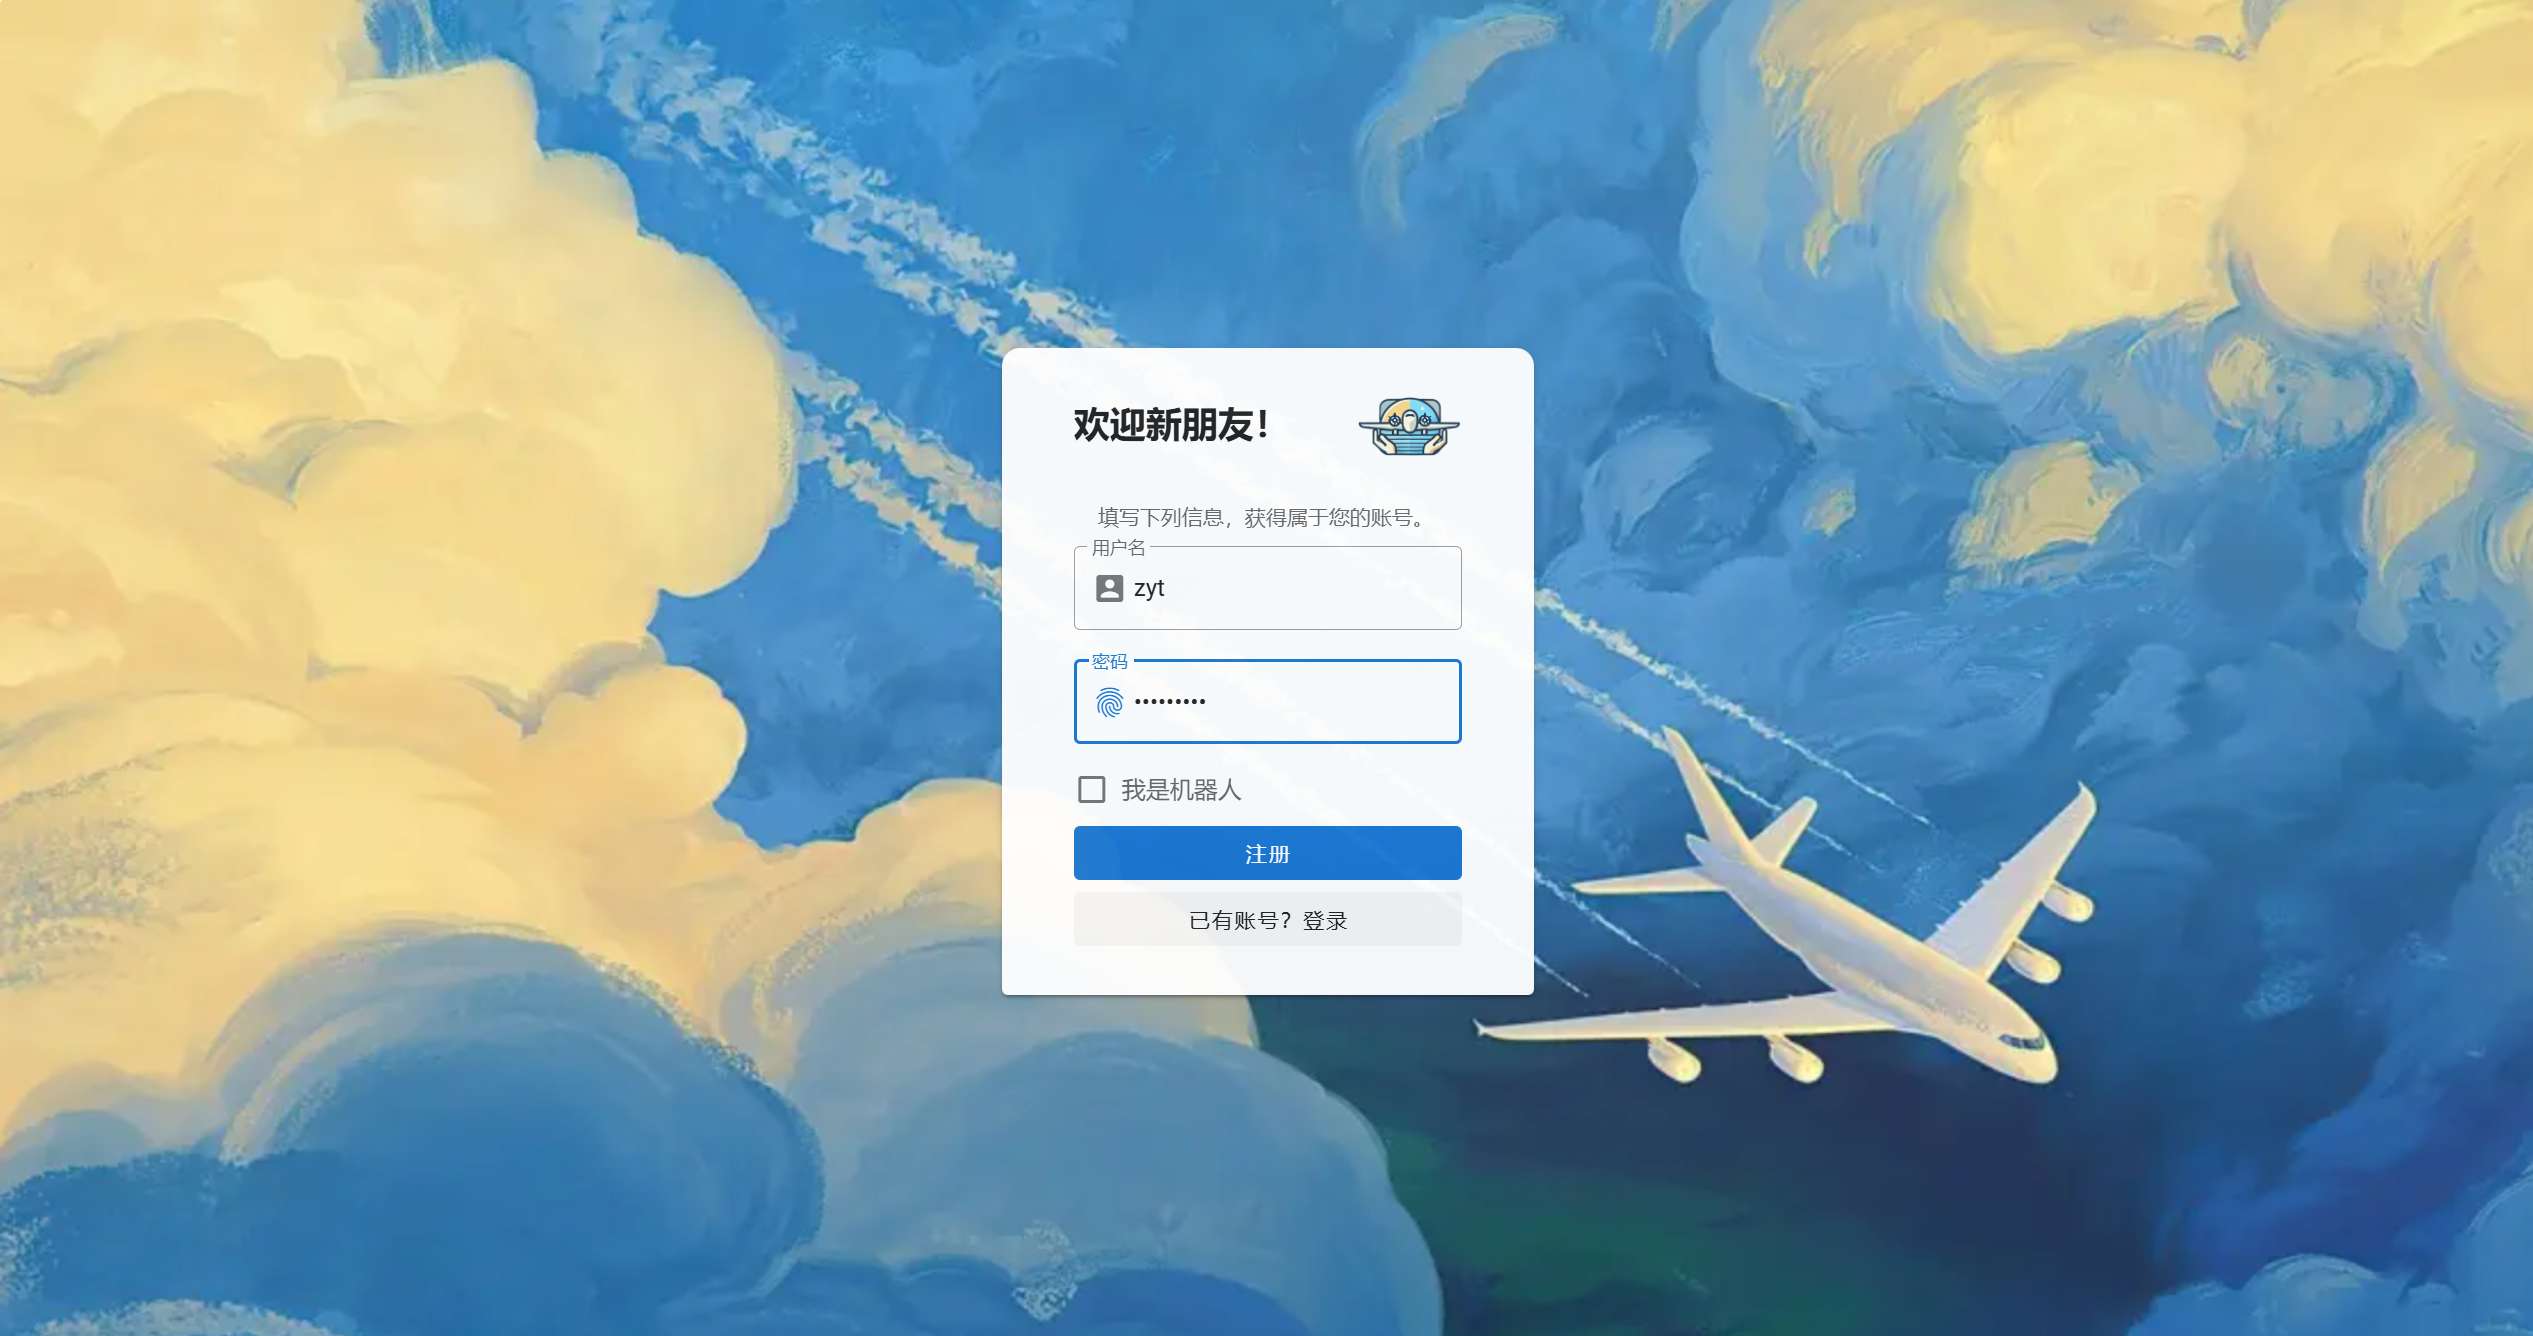 欢迎新朋友！
填写下列信息，获得属于您的账号。
用户名
zyt
密码
•••••••••
我是机器人
注册
已有账号？登录